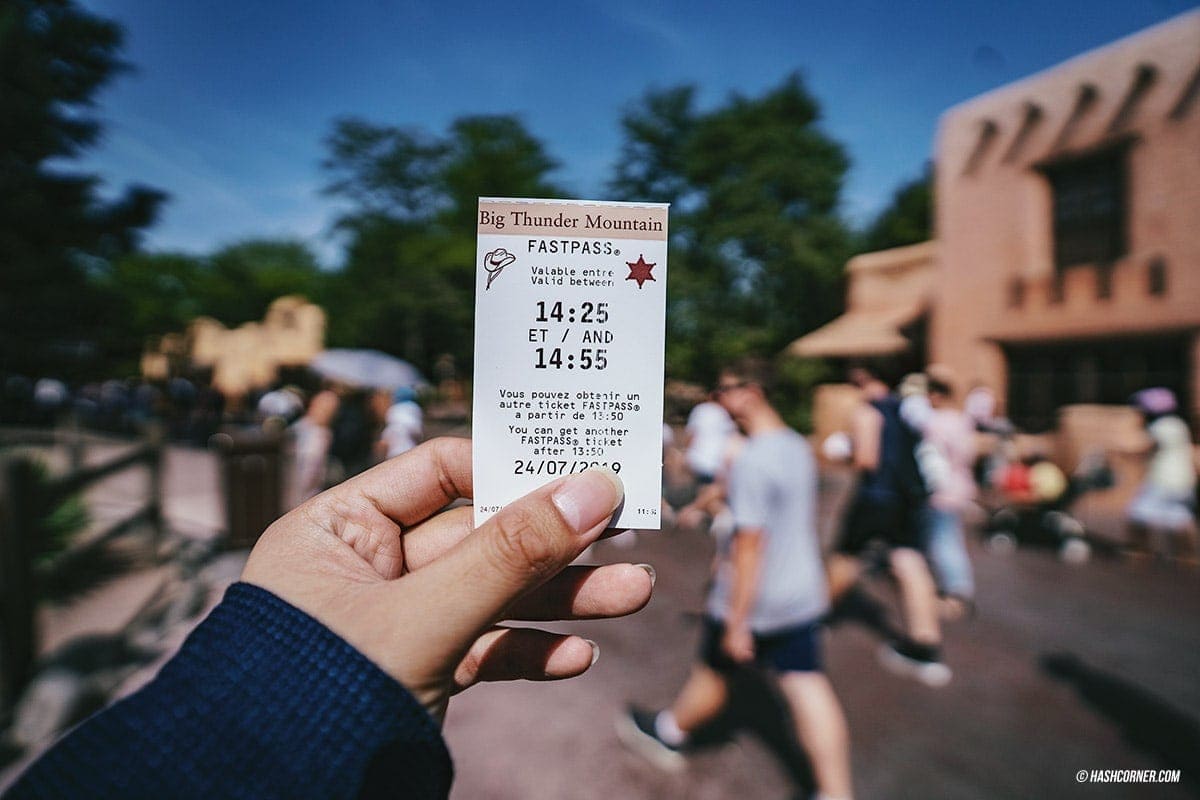 Big Thunder Mountain
FASTPASS®
Valable entre
Valid between
14:25
ET / AND
14:55
Vous pouvez obtenir un
autre ticket FASTPASS®
a partir de 13:50
You can get another
FASTPASS® ticket
after 13:50
24/07/2019
24/07
© HASHCORNER.COM